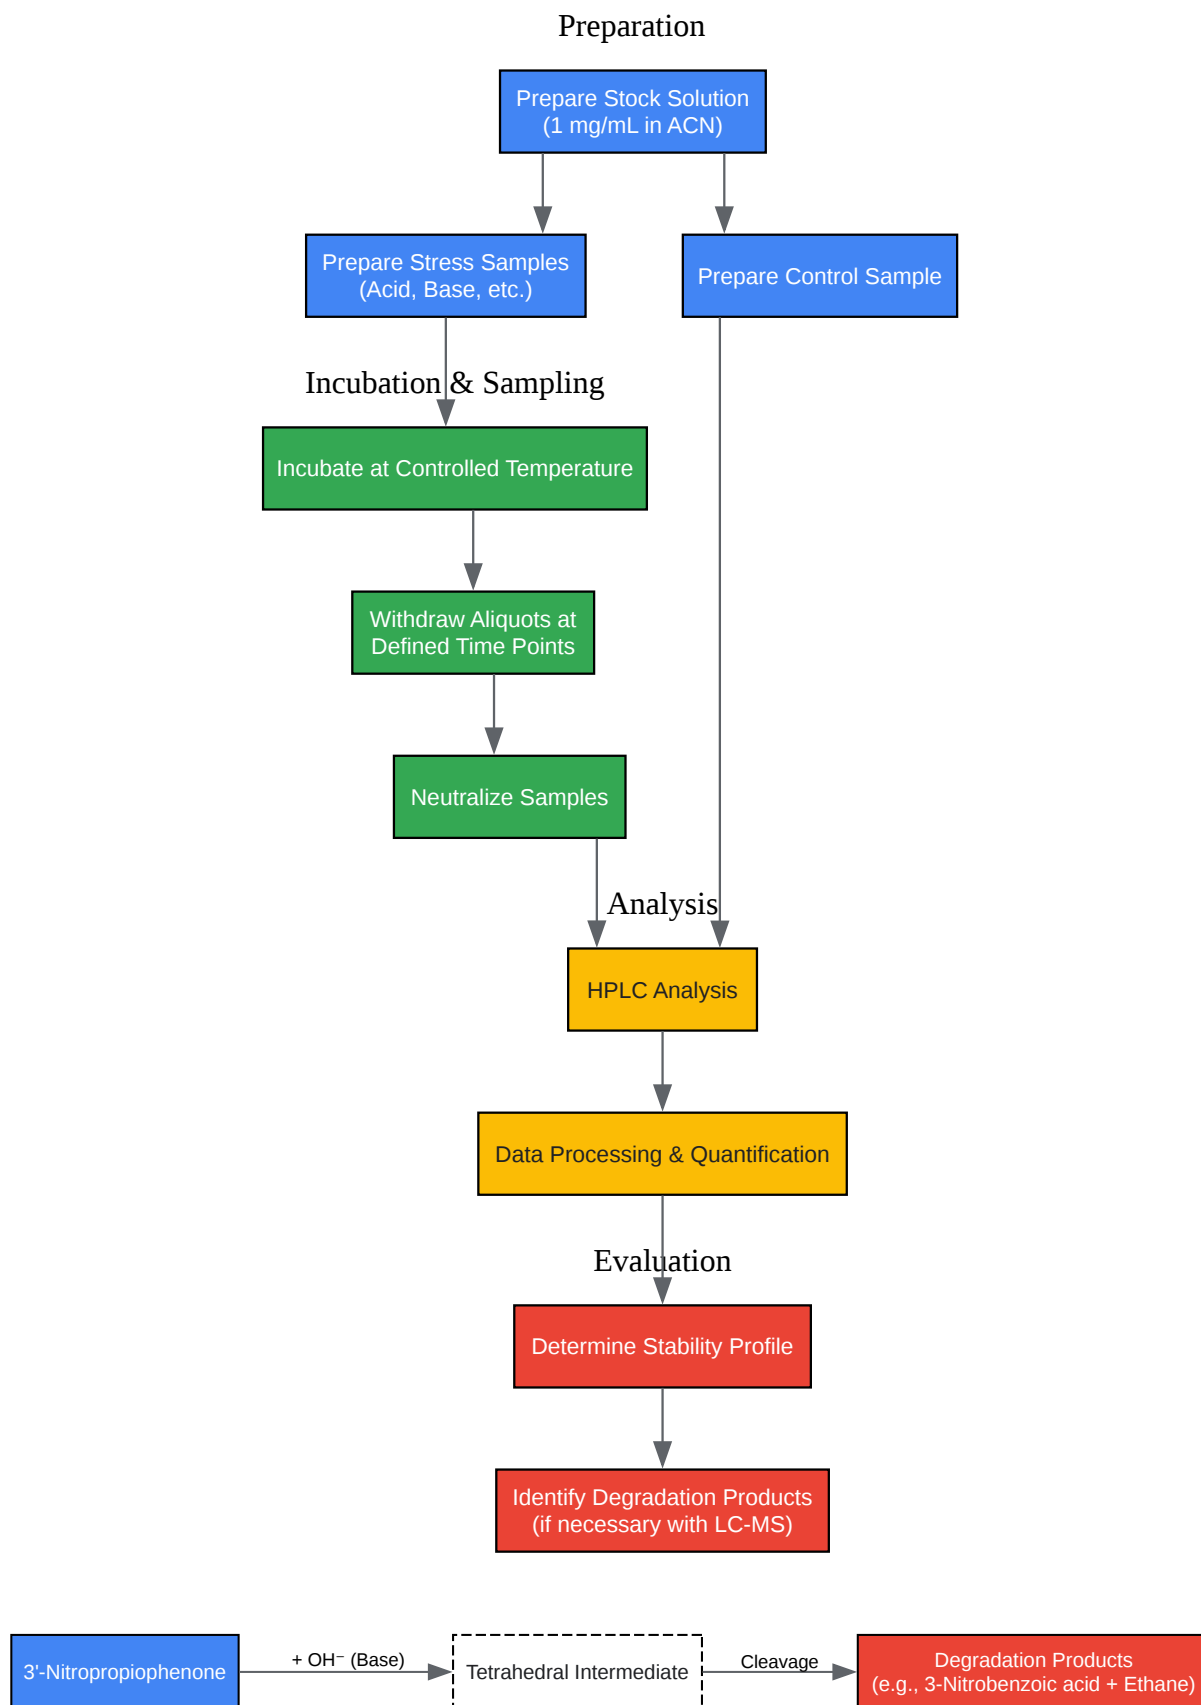 Preparation
Prepare Stock Solution
(1 mg/mL in ACN)
Prepare Stress Samples
(Acid, Base, etc.)
Prepare Control Sample
Incubation & Sampling
Incubate at Controlled Temperature
Withdraw Aliquots at
Defined Time Points
Neutralize Samples
Analysis
HPLC Analysis
Data Processing & Quantification
Evaluation
Determine Stability Profile
Identify Degradation Products
(if necessary with LC-MS)
3'-Nitropropiophenone
+ OH⁻ (Base)
Tetrahedral Intermediate
Cleavage
Degradation Products
(e.g., 3-Nitrobenzoic acid + Ethane)